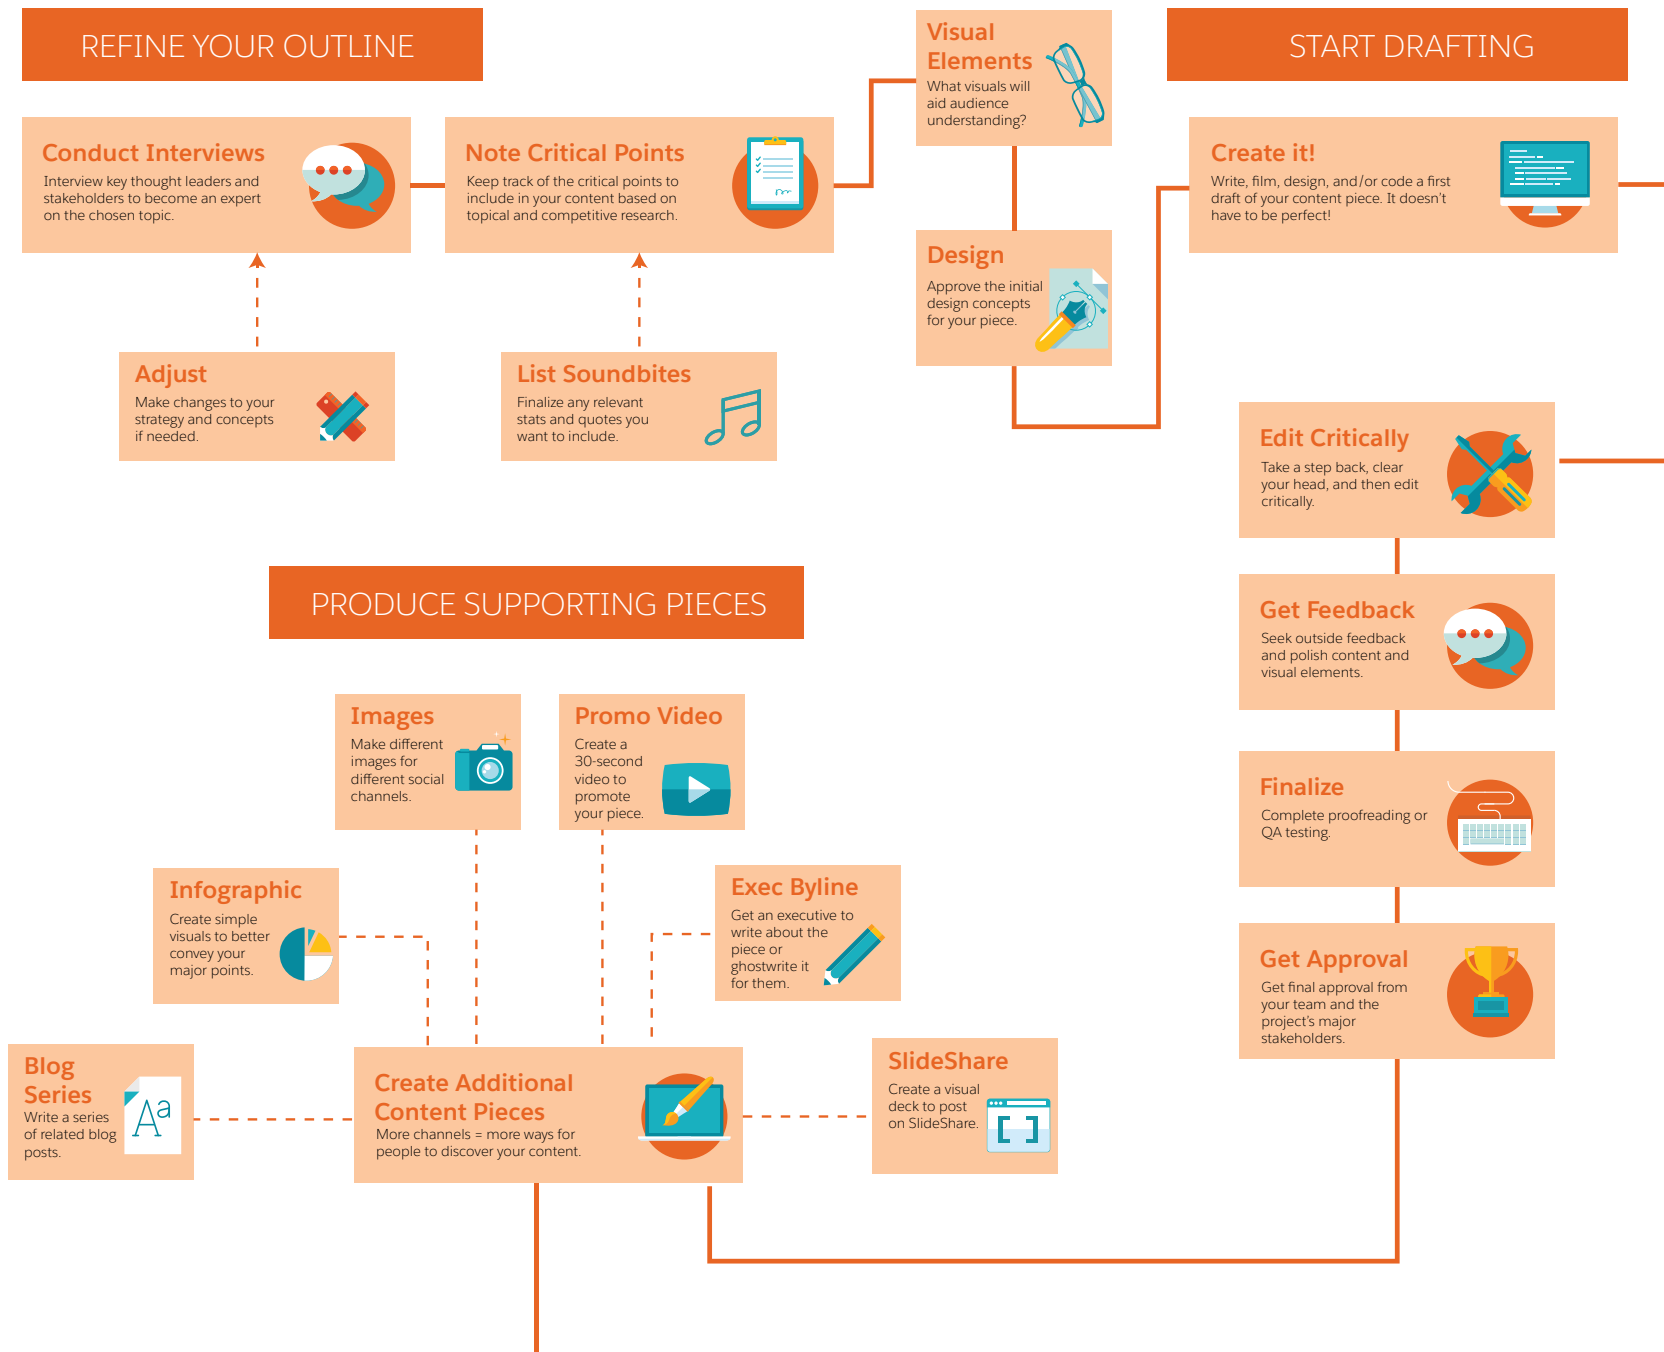 REFINE YOUR OUTLINE
Conduct Interviews
Interview key thought leaders and
stakeholders to become an expert
on the chosen topic.
Note Critical Points
Keep track of the critical points to
include in your content based on
topical and competitive research.
Adjust
Make changes to your
strategy and concepts
if needed.
List Soundbites
Finalize any relevant
stats and quotes you
want to include.
Visual
Elements
What visuals will
aid audience
understanding?
Design
Approve the initial
design concepts
for your piece.
START DRAFTING
Create it!
Write, film, design, and/or code a first
draft of your content piece. It doesn't
have to be perfect!
Edit Critically
Take a step back, clear
your head, and then edit
critically.
Get Feedback
Seek outside feedback
and polish content and
visual elements.
Finalize
Complete proofreading or
QA testing.
Get Approval
Get final approval from
your team and the
project's major
stakeholders.
PRODUCE SUPPORTING PIECES
Images
Make different
images for
different social
channels.
Promo Video
Create a
30-second
video to
promote
your piece.
Infographic
Create simple
visuals to better
convey your
major points.
Exec Byline
Get an executive to
write about the
piece or
ghostwrite it
for them.
Blog
Series
Write a series
of related blog
posts.
Aa
Create Additional
Content Pieces
More channels = more ways for
people to discover your content.
SlideShare
Create a visual
deck to post
on SlideShare.